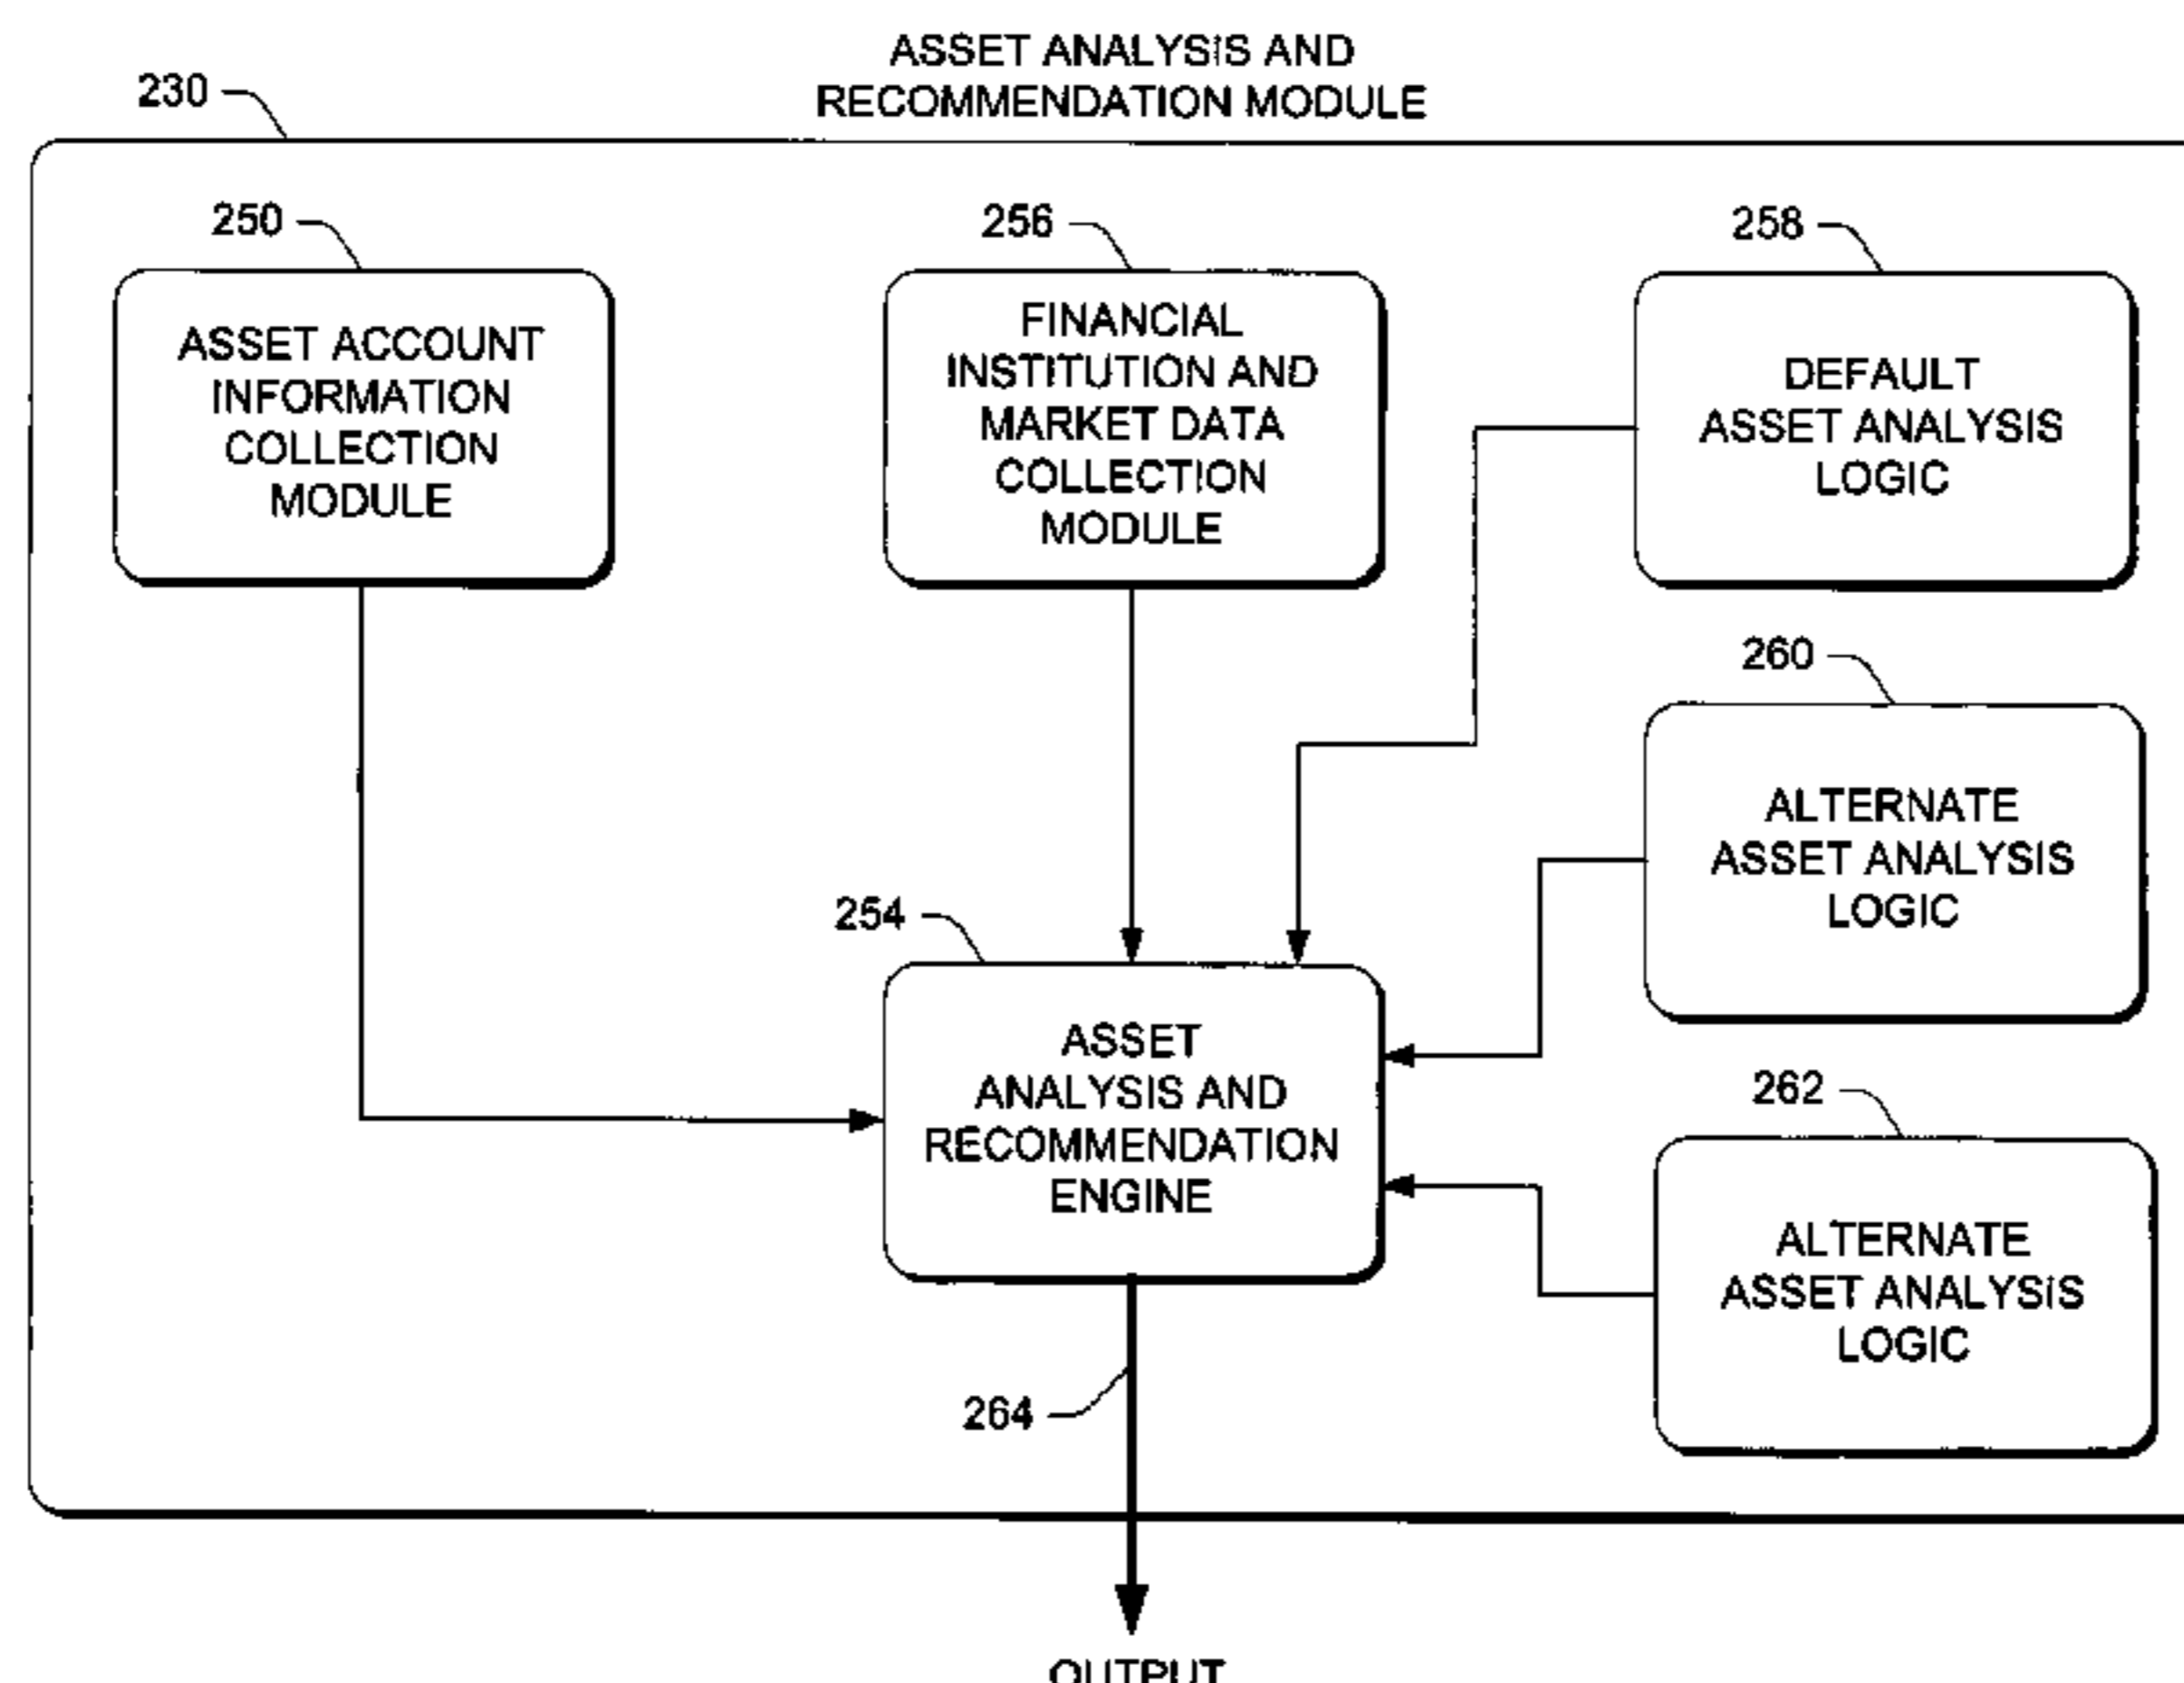 ASSET ANALYSIS AND
RECOMMENDATION MODULE
230
250
256
258
ASSET ACCOUNT
INFORMATION
COLLECTION
MODULE
FINANCIAL
INSTITUTION AND
MARKET DATA
COLLECTION
MODULE
DEFAULT
ASSET ANALYSIS
LOGIC
260
ALTERNATE
ASSET ANALYSIS
LOGIC
254
ASSET
ANALYSIS AND
RECOMMENDATION
ENGINE
262
ALTERNATE
ASSET ANALYSIS
LOGIC
264
OUTPUT